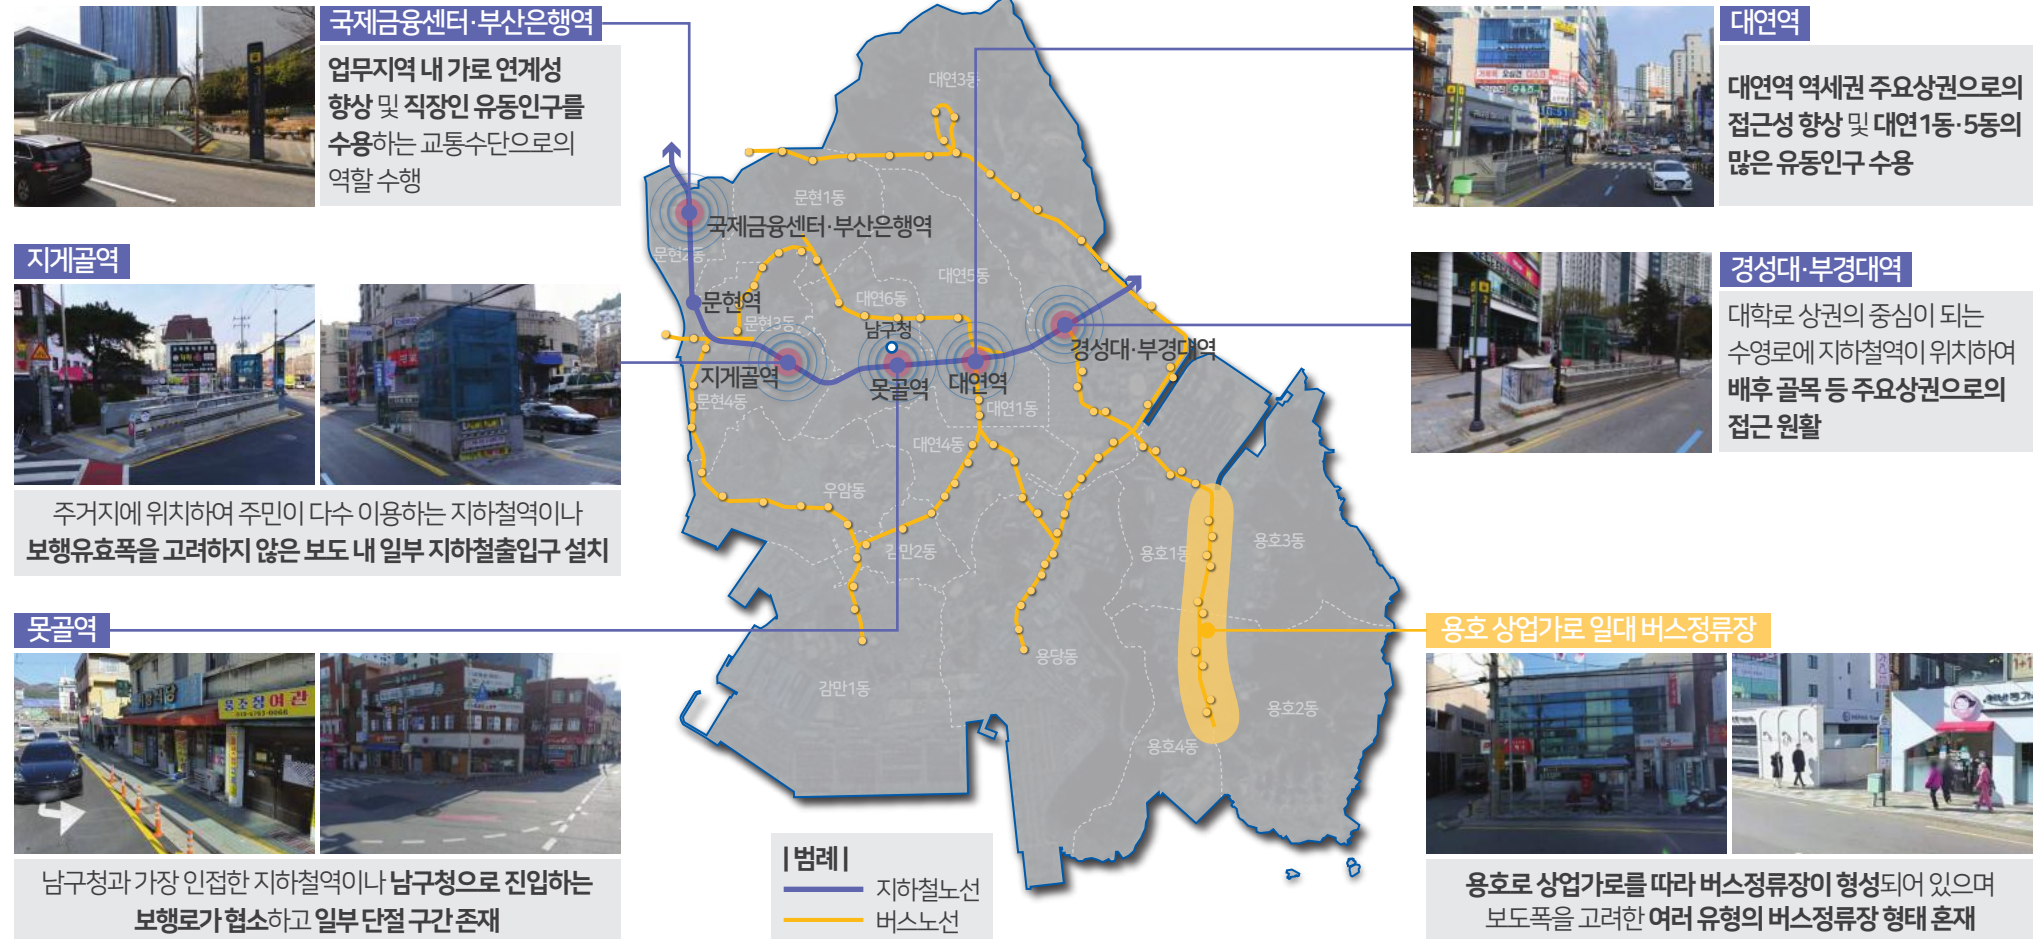 국제금융센터·부산은행역
업무지역 내 가로 연계성
향상 및 직장인 유동인구를
수용하는 교통수단으로의
역할 수행
지게골역
주거지에 위치하여 주민이 다수 이용하는 지하철역이나
보행유효폭을 고려하지 않은 보도 내 일부 지하철출입구 설치
못골역
남구청과 가장 인접한 지하철역이나 남구청으로 진입하는
보행로가 협소하고 일부 단절 구간 존재
대연3동
문현1동
국제금융센터·부산은행역
문현2동
대연5동
문현역
대연6동
문현3동
남구청
경성대·부경대역
지게골역
못골역
대연역
문현4동
대연1동
대연4동
우암동
감만2동
용호1동
용호3동
용당동
감만1동
용호2동
용호4동
| 범례 |
지하철노선
버스노선
대연역
대연역 역세권 주요상권으로의
접근성 향상 및 대연1동·5동의
많은 유동인구 수용
경성대·부경대역
대학로 상권의 중심이 되는
수영로에 지하철역이 위치하여
배후 골목 등 주요상권으로의
접근 원활
용호 상업가로 일대 버스정류장
용호로 상업가로를 따라 버스정류장이 형성되어 있으며
보도폭을 고려한 여러 유형의 버스정류장 형태 혼재